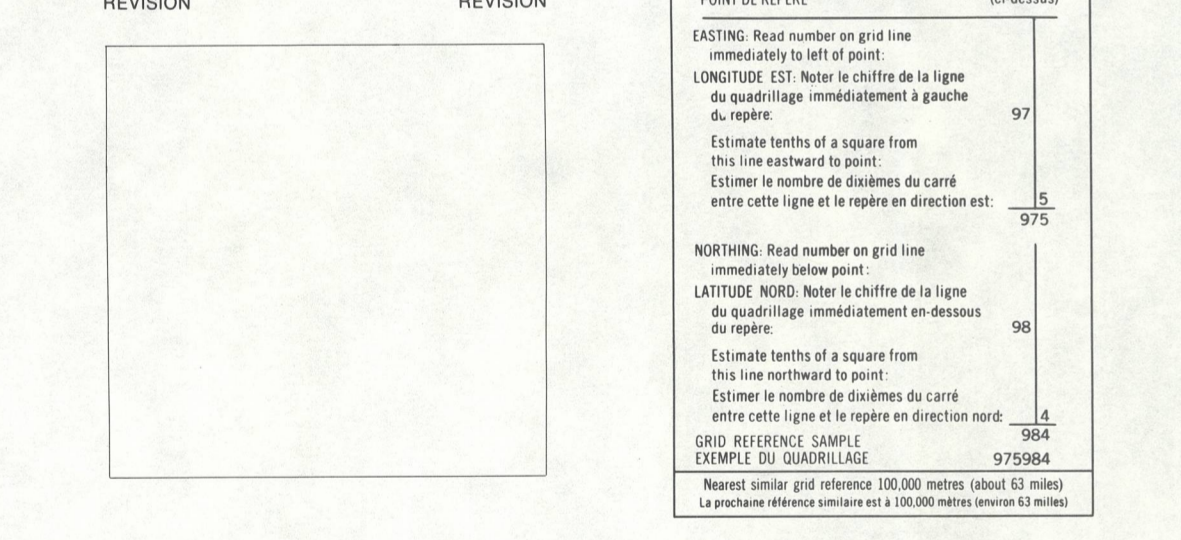 REVISION
REVISION
POINT DE REPÈRE (ci-dessus)
EASTING: Read number on grid line
immediately to left of point:
LONGITUDE EST: Noter le chiffre de la ligne
du quadrillage immédiatement à gauche
du repère: 97
Estimate tenths of a square from
this line eastward to point:
Estimer le nombre de dixièmes du carré
entre cette ligne et le repère en direction est: 5
975
NORTHING: Read number on grid line
immediately below point:
LATITUDE NORD: Noter le chiffre de la ligne
du quadrillage immédiatement en-dessous
du repère: 98
Estimate tenths of a square from
this line northward to point:
Estimer le nombre de dixièmes du carré
entre cette ligne et le repère en direction nord: 4
984
GRID REFERENCE SAMPLE
EXEMPLE DU QUADRILLAGE 975984
Nearest similar grid reference 100,000 metres (about 63 miles)
La prochaine référence similaire est à 100,000 mètres (environ 63 milles)